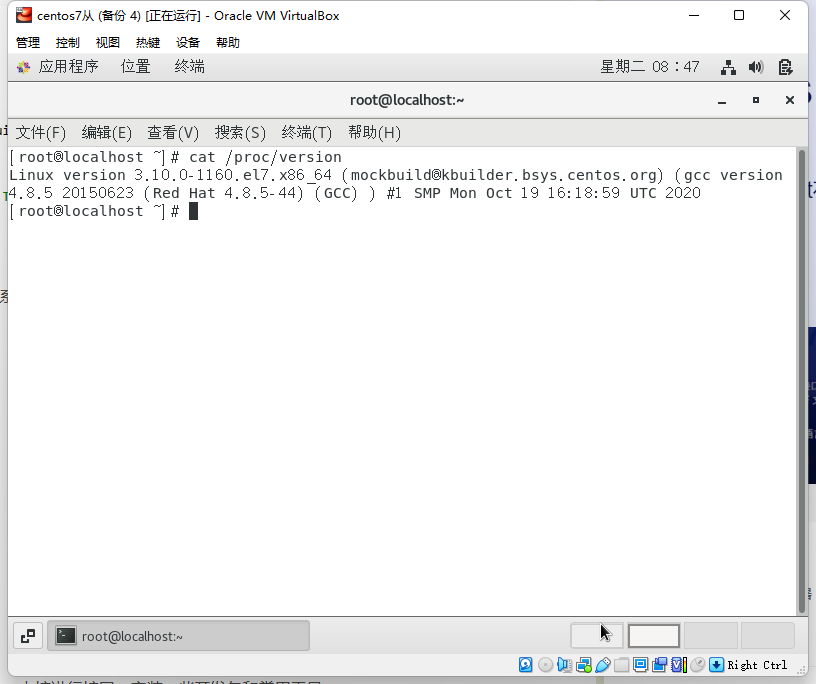 centos7从 (备份 4) [正在运行] - Oracle VM VirtualBox
管理 控制 视图 热键 设备 帮助
应用程序 位置 终端 星期二 08：47
root@localhost:~
文件(F) 编辑(E) 查看(V) 搜索(S) 终端(T) 帮助(H)
[root@localhost ~]# cat /proc/version
Linux version 3.10.0-1160.el7.x86_64 (mockbuild@kbuilder.bsys.centos.org) (gcc version
4.8.5 20150623 (Red Hat 4.8.5-44) (GCC) ) #1 SMP Mon Oct 19 16:18:59 UTC 2020
[root@localhost ~]#
root@localhost:~
Right Ctrl